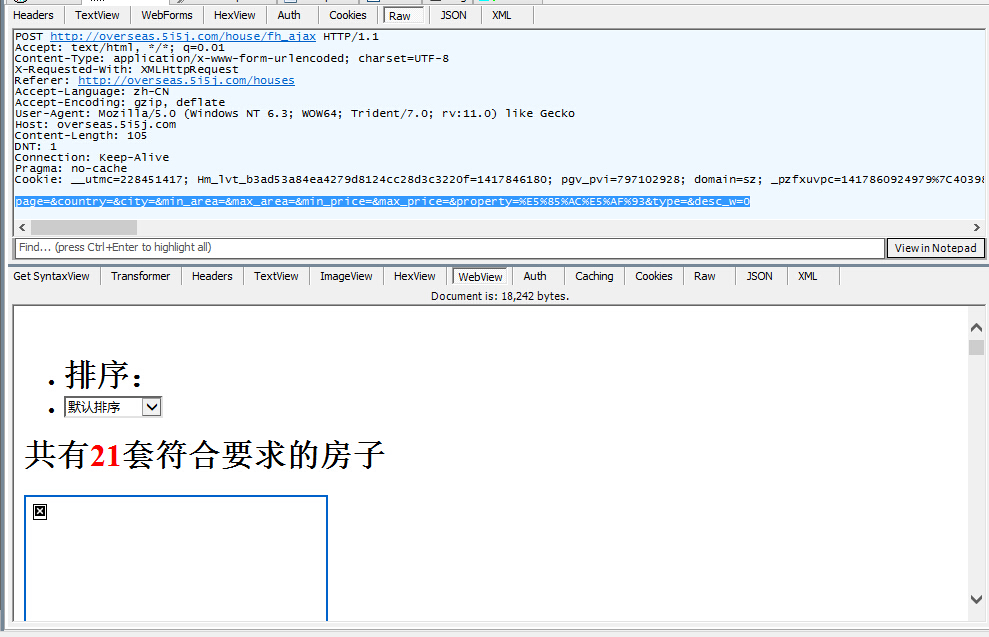 Headers TextView WebForms HexView Auth Cookies Raw JSON XML
POST http://overseas.5i5j.com/house/fh_ajax HTTP/1.1
Accept: text/html, */*; q=0.01
Content-Type: application/x-www-form-urlencoded; charset=UTF-8
X-Requested-With: XMLHttpRequest
Referer: http://overseas.5i5j.com/houses
Accept-Language: zh-CN
Accept-Encoding: gzip, deflate
User-Agent: Mozilla/5.0 (Windows NT 6.3; WOW64; Trident/7.0; rv:11.0) like Gecko
Host: overseas.5i5j.com
Content-Length: 105
DNT: 1
Connection: Keep-Alive
Pragma: no-cache
Cookie: __utmc=228451417; Hm_lvt_b3ad53a84ea4279d8124cc28d3c3220f=1417846180; pgv_pvi=797102928; domain=sz; _pzfxuvpc=1417860924979%7C40398
page=&country=&city=&min_area=&max_area=&min_price=&max_price=&property=%E5%85%AC%E5%AF%93&type=&desc_w=0
Find... (press Ctrl+Enter to highlight all) View in Notepad
Get SyntaxView Transformer Headers TextView ImageView HexView WebView Auth Caching Cookies Raw JSON XML
Document is: 18,242 bytes.
排序：
默认排序
共有21套符合要求的房子